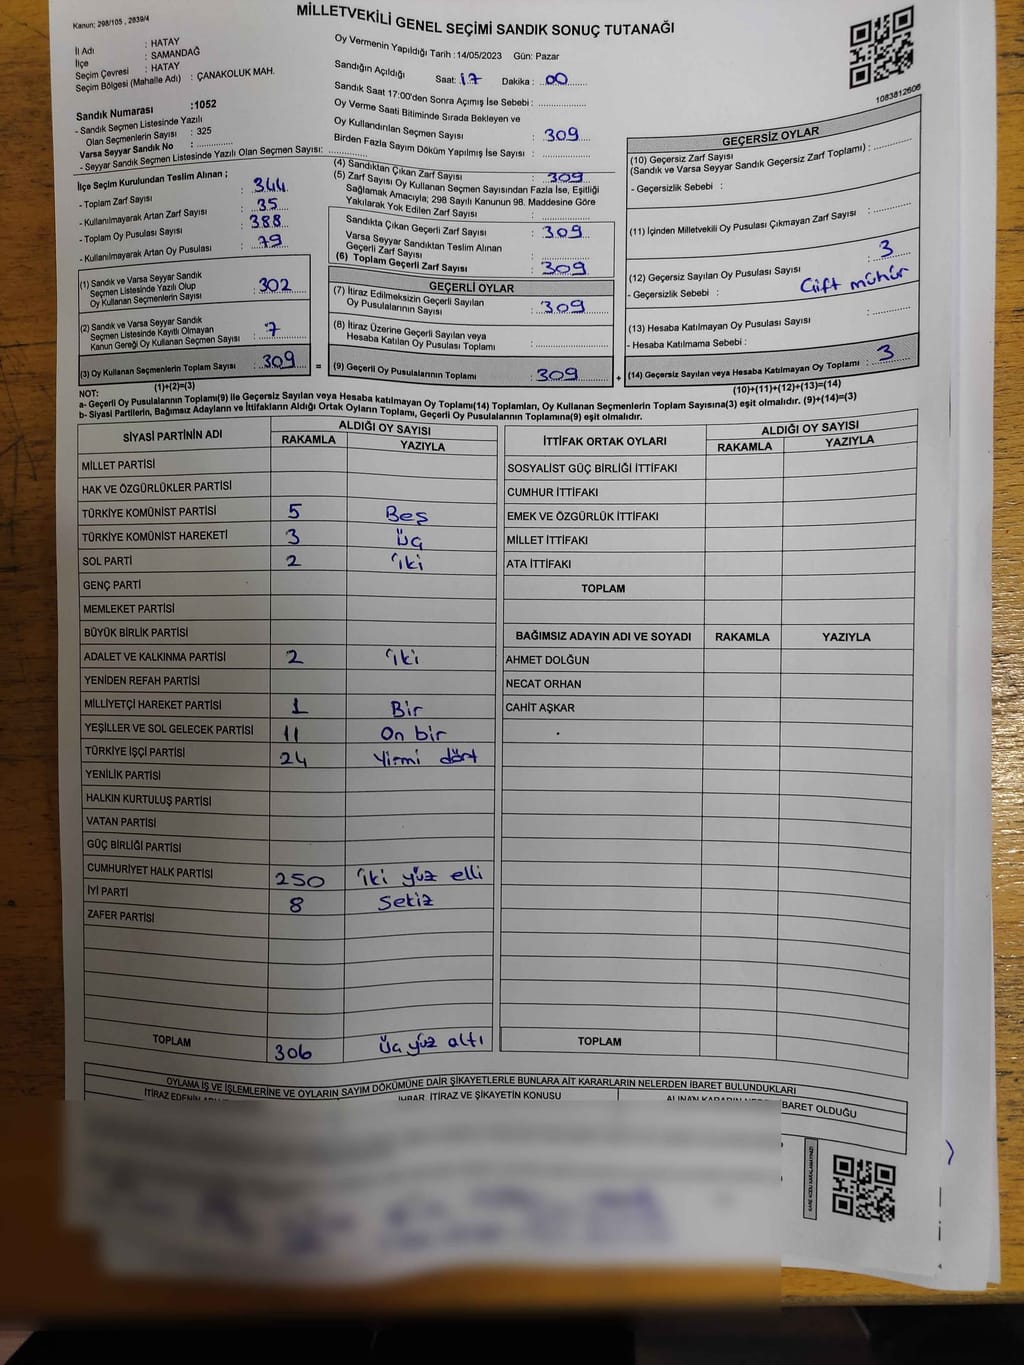 Kanun: 298/105 , 2839/4
MİLLETVEKİLİ GENEL SEÇİMİ SANDIK SONUÇ TUTANAĞI
İl Adı : HATAY
İlçe : SAMANDAĞ
Seçim Çevresi : HATAY
Seçim Bölgesi (Mahalle Adı) : ÇANAKOLUK MAH.
Sandık Numarası :1052
- Sandık Seçmen Listesinde Yazılı
Olan Seçmenlerin Sayısı : 325
Varsa Seyyar Sandık No :
- Seyyar Sandık Seçmen Listesinde Yazılı Olan Seçmen Sayısı:
İlçe Seçim Kurulundan Teslim Alınan ;
- Toplam Zarf Sayısı : 344
- Kullanılmayarak Artan Zarf Sayısı : 35
- Toplam Oy Pusulası Sayısı : 388
- Kullanılmayarak Artan Oy Pusulası : 79
(1) Sandık ve Varsa Seyyar Sandık
Seçmen Listesinde Yazılı Olup
Oy Kullanan Seçmenlerin Sayısı : 302
(2) Sandık ve Varsa Seyyar Sandık
Seçmen Listesinde Kayıtlı Olmayan
Kanun Gereği Oy Kullanan Seçmen Sayısı : 7
(3) Oy Kullanan Seçmenlerin Toplam Sayısı : 309
(1)+(2)=(3)
Oy Vermenin Yapıldığı Tarih :14/05/2023 Gün: Pazar
Sandığın Açıldığı Saat: 17 Dakika : 00
Sandık Saat 17:00'den Sonra Açımış İse Sebebi :
Oy Verme Saati Bitiminde Sırada Bekleyen ve
Oy Kullandırılan Seçmen Sayısı : 309
Birden Fazla Sayım Döküm Yapılmış İse Sayısı :
(4) Sandıktan Çıkan Zarf Sayısı : 309
(5) Zarf Sayısı Oy Kullanan Seçmen Sayısından Fazla İse, Eşitliği
Sağlamak Amacıyla; 298 Sayılı Kanunun 98. Maddesine Göre
Yakılarak Yok Edilen Zarf Sayısı :
Sandıkta Çıkan Geçerli Zarf Sayısı : 309
Varsa Seyyar Sandıktan Teslim Alınan
Geçerli Zarf Sayısı :
(6) Toplam Geçerli Zarf Sayısı : 309
GEÇERLİ OYLAR
(7) İtiraz Edilmeksizin Geçerli Sayılan
Oy Pusulalarının Sayısı : 309
(8) İtiraz Üzerine Geçerli Sayılan veya
Hesaba Katılan Oy Pusulası Toplamı :
= (9) Geçerli Oy Pusulalarının Toplamı : 309 +
1083812606
GEÇERSİZ OYLAR
(10) Geçersiz Zarf Sayısı
(Sandık ve Varsa Seyyar Sandık Geçersiz Zarf Toplamı) :
- Geçersizlik Sebebi :
(11) İçinden Milletvekili Oy Pusulası Çıkmayan Zarf Sayısı :
(12) Geçersiz Sayılan Oy Pusulası Sayısı : 3
- Geçersizlik Sebebi : Çift mühür
(13) Hesaba Katılmayan Oy Pusulası Sayısı :
- Hesaba Katılmama Sebebi :
(14) Geçersiz Sayılan veya Hesaba Katılmayan Oy Toplamı : 3
(10)+(11)+(12)+(13)=(14)
NOT:
a- Geçerli Oy Pusulalarının Toplam(9) ile Geçersiz Sayılan veya Hesaba katılmayan Oy Toplamı(14) Toplamları, Oy Kullanan Seçmenlerin Toplam Sayısına(3) eşit olmalıdır. (9)+(14)=(3)
b- Siyasi Partilerin, Bağımsız Adayların ve İttifakların Aldığı Ortak Oyların Toplamı, Geçerli Oy Pusulalarının Toplamına(9) eşit olmalıdır.
SİYASİ PARTİNİN ADI ALDIĞI OY SAYISI
RAKAMLA YAZIYLA
MİLLET PARTİSİ
HAK VE ÖZGÜRLÜKLER PARTİSİ
TÜRKİYE KOMÜNİST PARTİSİ 5 Beş
TÜRKİYE KOMÜNİST HAREKETİ 3 üç
SOL PARTİ 2 iki
GENÇ PARTİ
MEMLEKET PARTİSİ
BÜYÜK BİRLİK PARTİSİ
ADALET VE KALKINMA PARTİSİ 2 iki
YENİDEN REFAH PARTİSİ
MİLLİYETÇİ HAREKET PARTİSİ 1 Bir
YEŞİLLER VE SOL GELECEK PARTİSİ 11 On bir
TÜRKİYE İŞÇİ PARTİSİ 24 Yirmi dört
YENİLİK PARTİSİ
HALKIN KURTULUŞ PARTİSİ
VATAN PARTİSİ
GÜÇ BİRLİĞİ PARTİSİ
CUMHURİYET HALK PARTİSİ 250 iki yüz elli
İYİ PARTİ 8 Sekiz
ZAFER PARTİSİ
TOPLAM 306 Üç yüz altı
İTTİFAK ORTAK OYLARI ALDIĞI OY SAYISI
RAKAMLA YAZIYLA
SOSYALİST GÜÇ BİRLİĞİ İTTİFAKI
CUMHUR İTTİFAKI
EMEK VE ÖZGÜRLÜK İTTİFAKI
MİLLET İTTİFAKI
ATA İTTİFAKI
TOPLAM
BAĞIMSIZ ADAYIN ADI VE SOYADI RAKAMLA YAZIYLA
AHMET DOLĞUN
NECAT ORHAN
CAHİT AŞKAR
TOPLAM
OYLAMA İŞ VE İŞLEMLERİNE VE OYLARIN SAYIM DÖKÜMÜNE DAİR ŞİKAYETLERLE BUNLARA AİT KARARLARIN NELERDEN İBARET BULUNDUKLARI
İTİRAZ EDENİN İHBAR, İTİRAZ VE ŞİKAYETİN KONUSU BARET OLDUĞU
KARE KODU KARALAMAYINIZ!